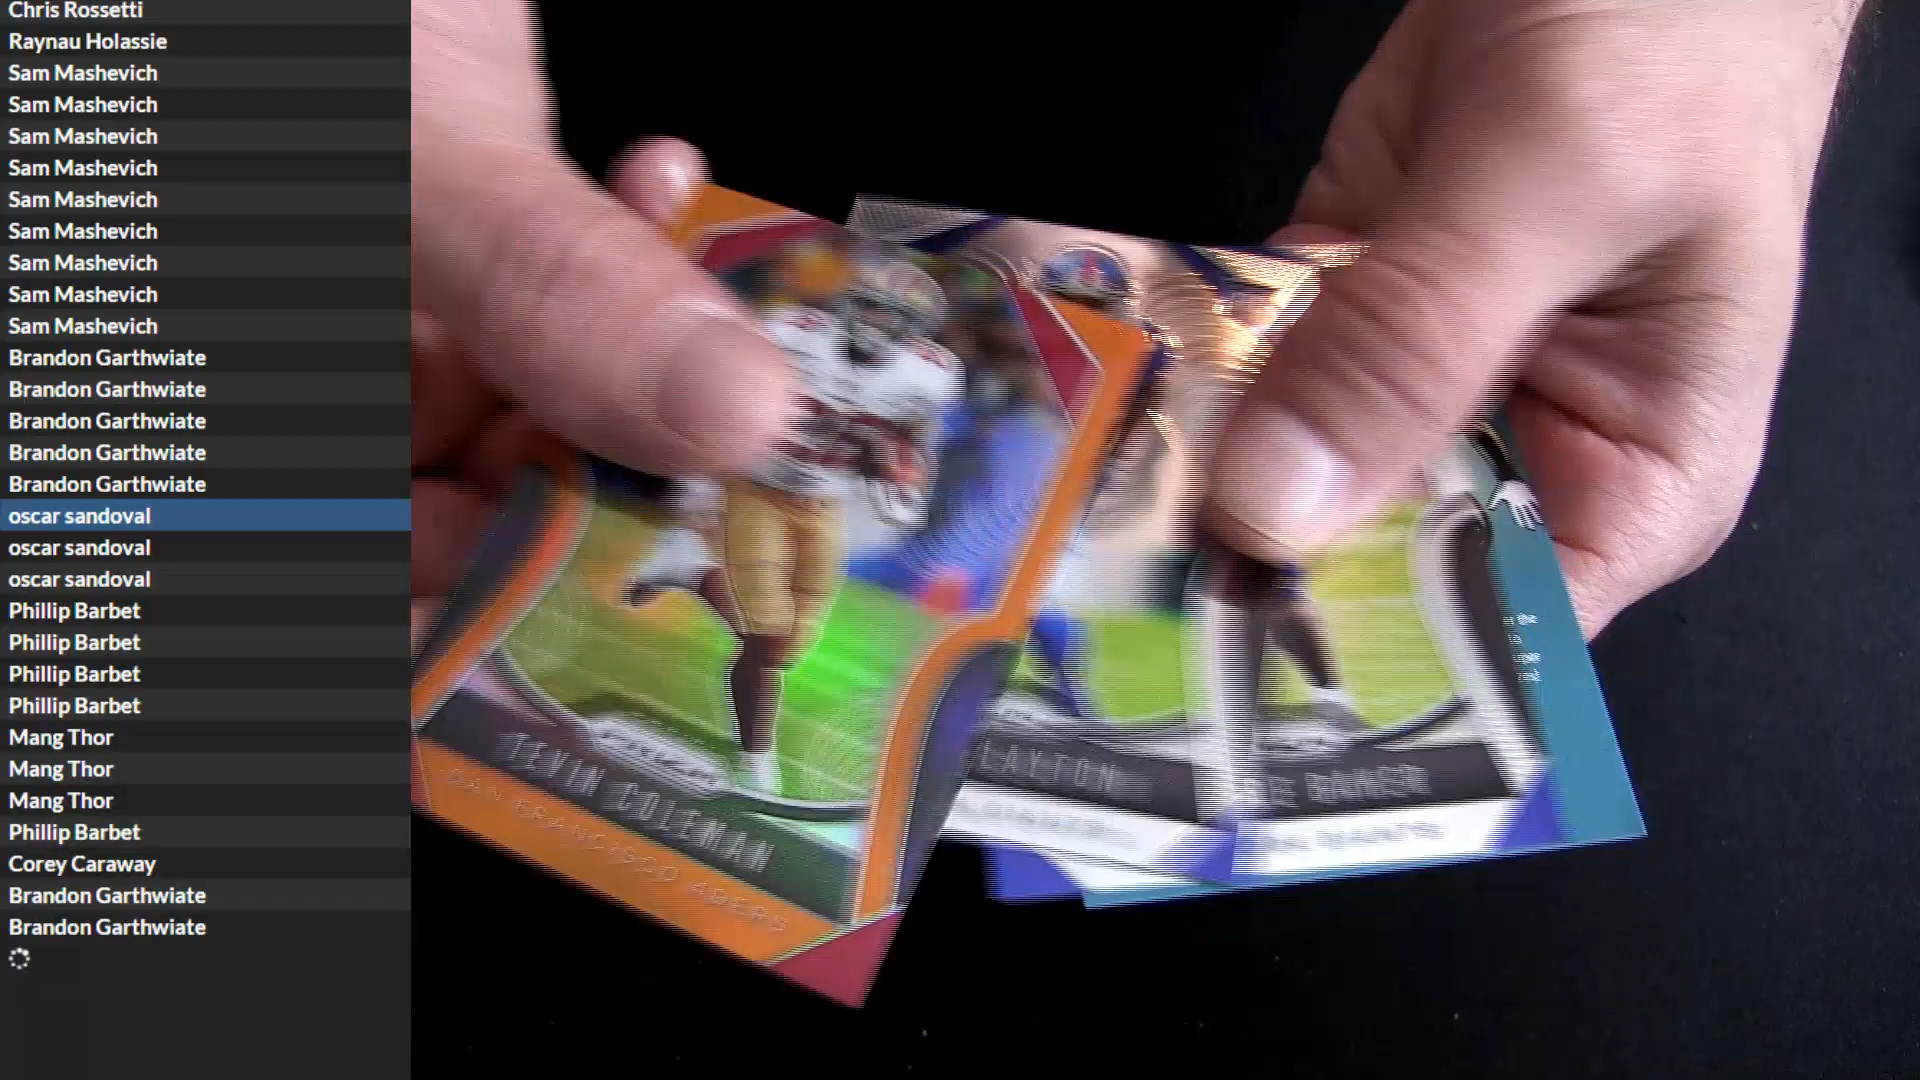 Chris Rossetti
Raynau Holassie
Sam Mashevich
Sam Mashevich
Sam Mashevich
Sam Mashevich
Sam Mashevich
Sam Mashevich
Sam Mashevich
Sam Mashevich
Sam Mashevich
Brandon Garthwiate
Brandon Garthwiate
Brandon Garthwiate
Brandon Garthwiate
Brandon Garthwiate
oscar sandoval
oscar sandoval
oscar sandoval
Phillip Barbet
Phillip Barbet
Phillip Barbet
Phillip Barbet
Mang Thor
Mang Thor
Mang Thor
Phillip Barbet
Corey Caraway
Brandon Garthwiate
Brandon Garthwiate
TEVIN COLEMAN
SAN FRANCISCO 49ERS
LAYTON